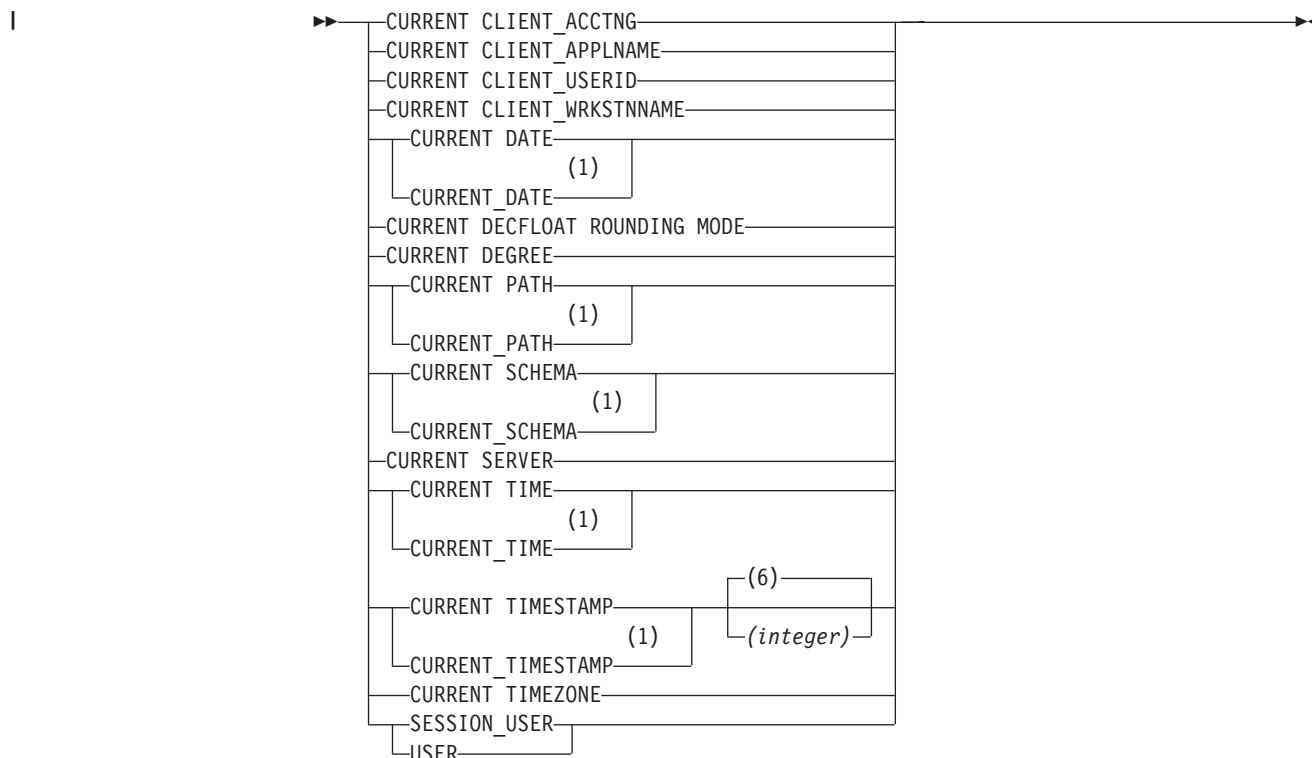 CURRENT CLIENT_ACCTNG
CURRENT CLIENT_APPLNAME
CURRENT CLIENT_USERID
CURRENT CLIENT_WRKSTNNAME
CURRENT DATE
(1)
CURRENT_DATE
CURRENT DECFLOAT ROUNDING MODE
CURRENT DEGREE
CURRENT PATH
(1)
CURRENT_PATH
CURRENT SCHEMA
(1)
CURRENT_SCHEMA
CURRENT SERVER
CURRENT TIME
(1)
CURRENT_TIME
(6)
CURRENT TIMESTAMP
(1) (integer)
CURRENT_TIMESTAMP
CURRENT TIMEZONE
SESSION_USER
USER